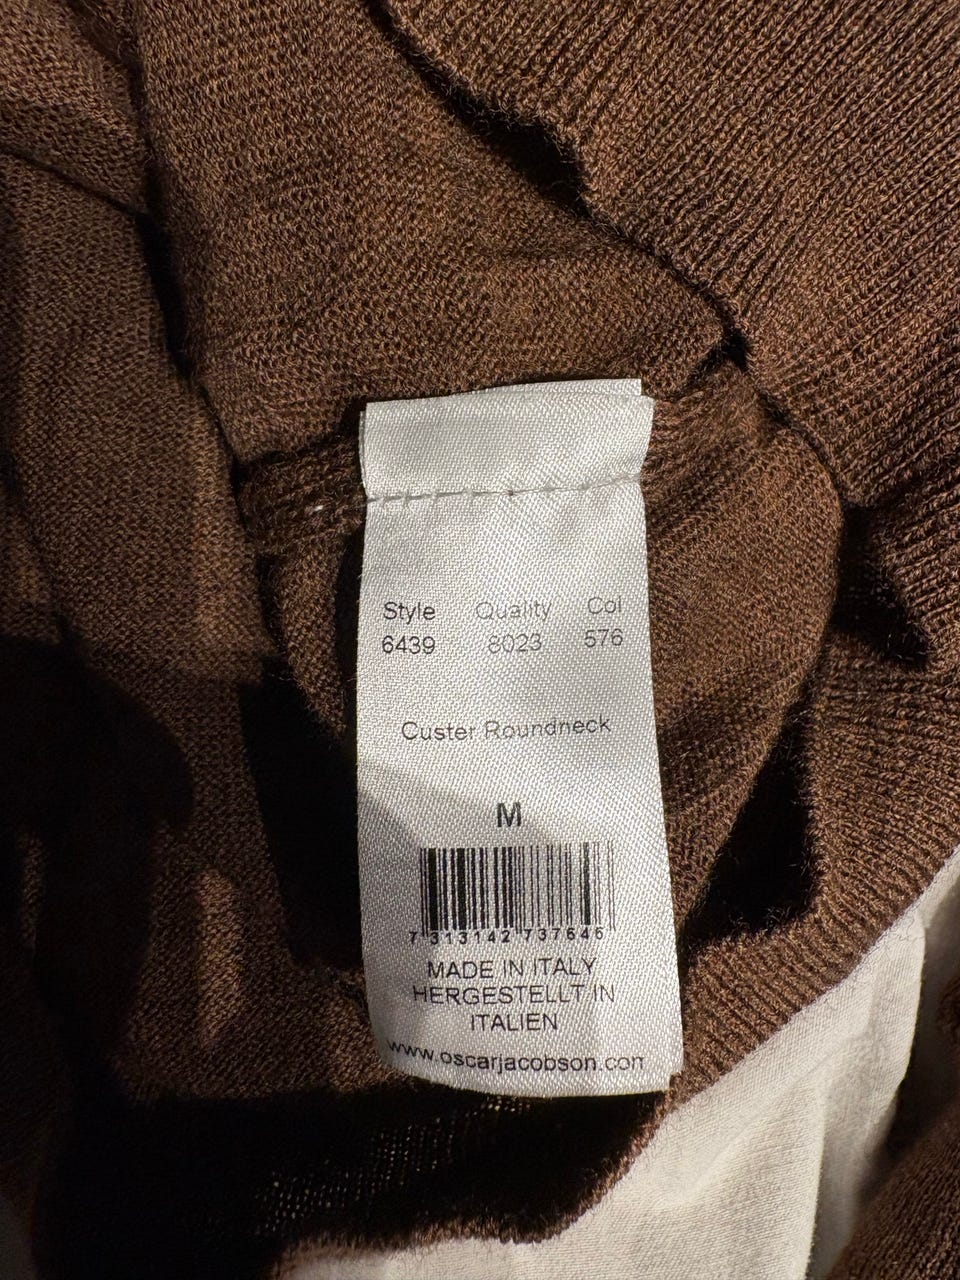 Style Quality Col
6439 8023 576
Custer Roundneck
M
7 313142 737646
MADE IN ITALY
HERGESTELLT IN
ITALIEN
www.oscarjacobson.com